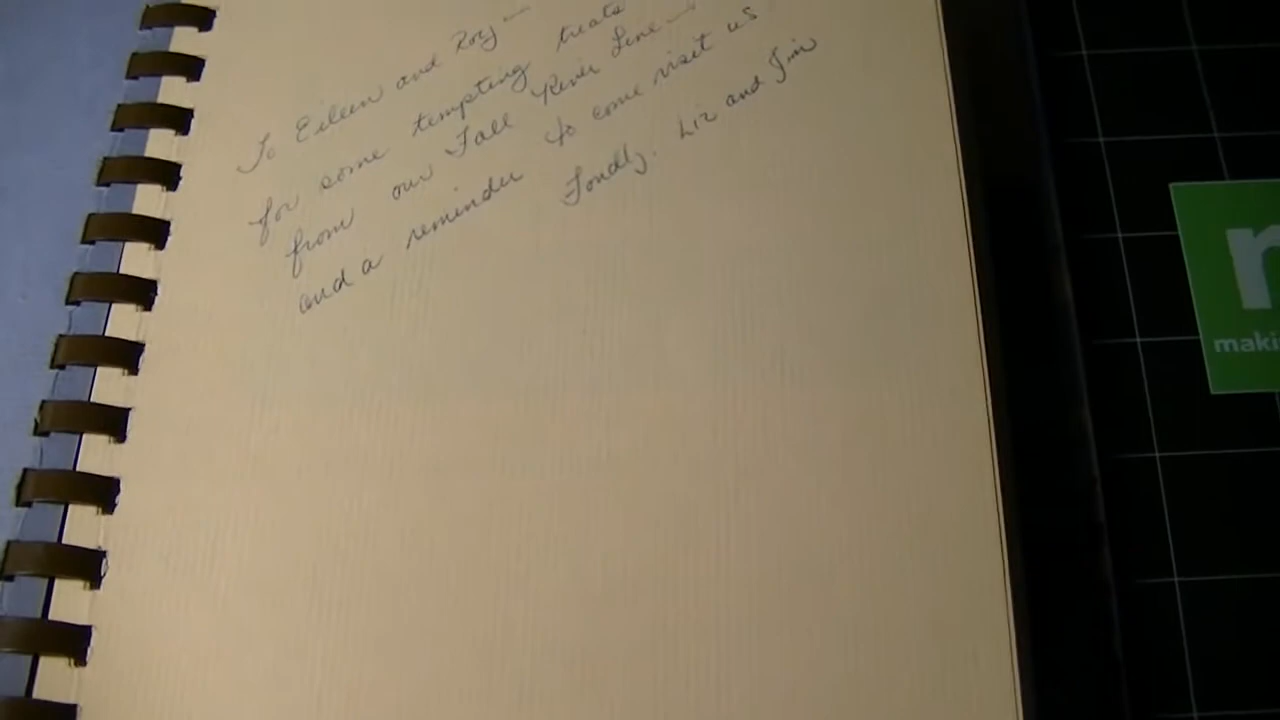 To Eileen and Roy —
for some tempting treats
from our Fall River Line —
and a reminder to come visit us
Fondly, Liz and Jim
n
maki